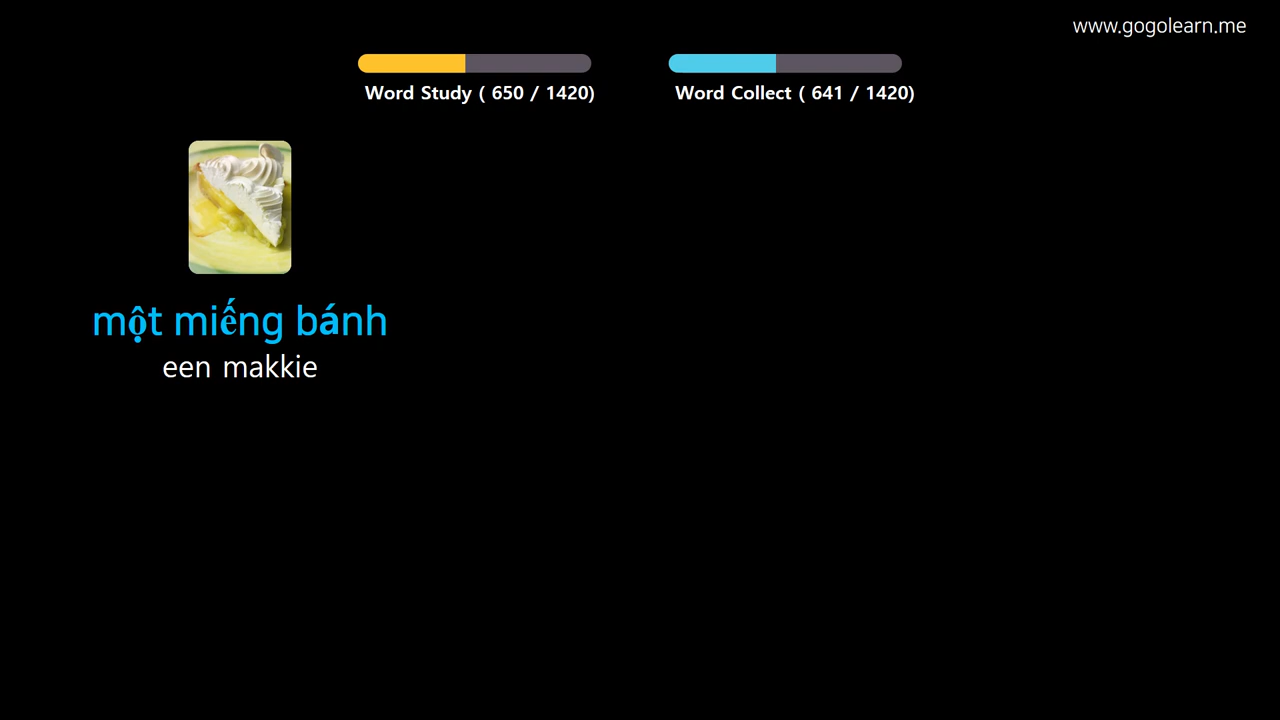 www.gogolearn.me
Word Study ( 650 / 1420)
Word Collect ( 641 / 1420)
một miếng bánh
een makkie